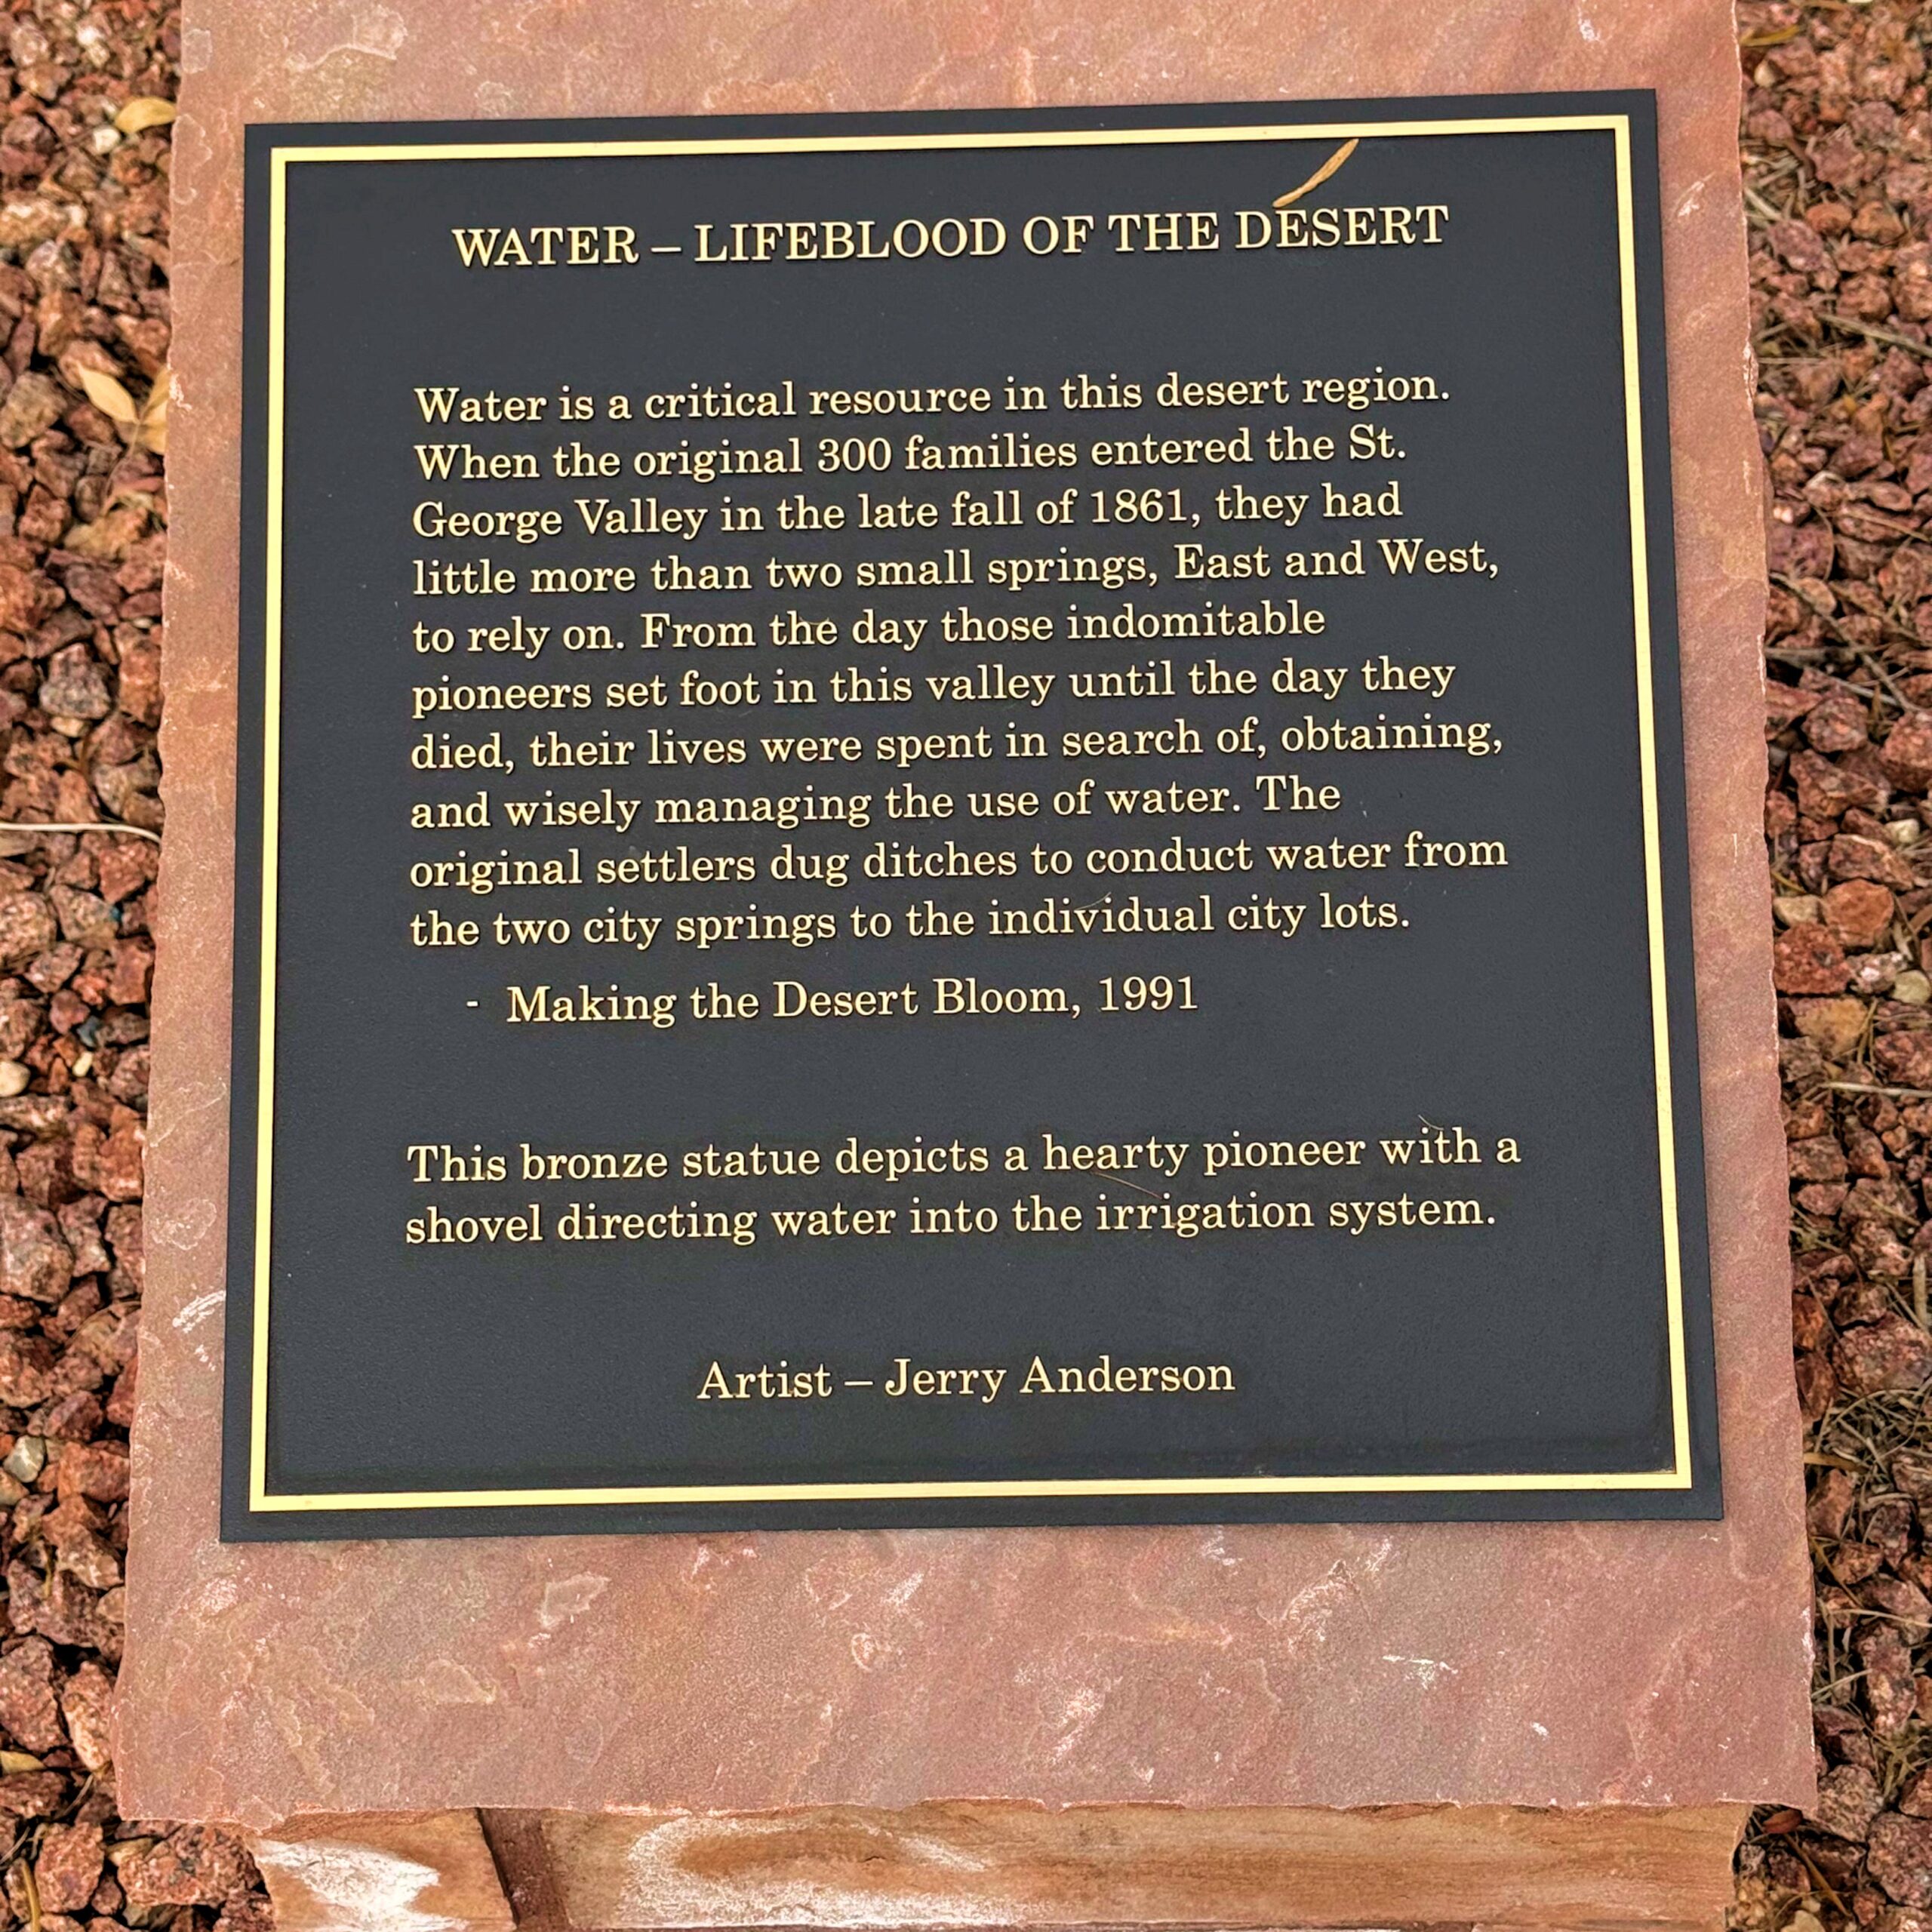 WATER – LIFEBLOOD OF THE DESERT
Water is a critical resource in this desert region.
When the original 300 families entered the St.
George Valley in the late fall of 1861, they had
little more than two small springs, East and West,
to rely on. From the day those indomitable
pioneers set foot in this valley until the day they
died, their lives were spent in search of, obtaining,
and wisely managing the use of water. The
original settlers dug ditches to conduct water from
the two city springs to the individual city lots.
- Making the Desert Bloom, 1991
This bronze statue depicts a hearty pioneer with a
shovel directing water into the irrigation system.
Artist – Jerry Anderson